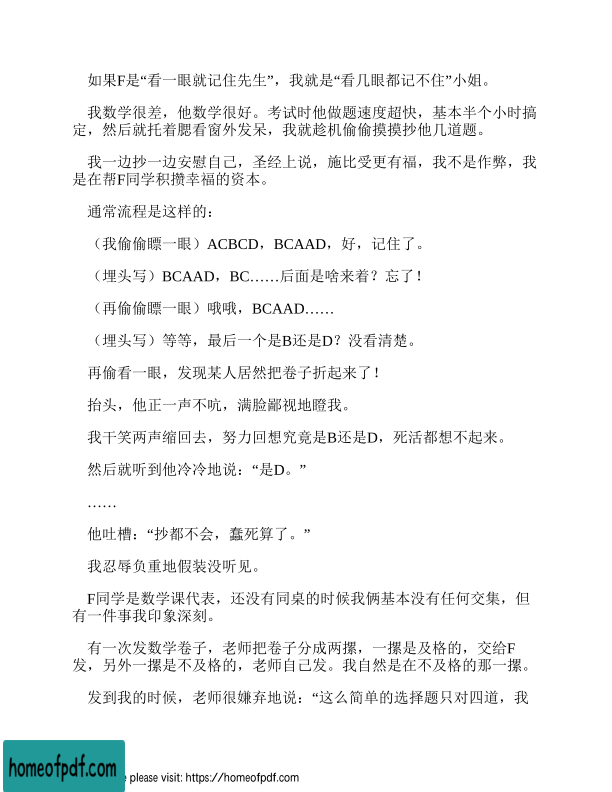 如果F是“看一眼就记住先生”，我就是“看几眼都记不住”小姐。
我数学很差，他数学很好。考试时他做题速度超快，基本半个小时搞
定，然后就托着腮看窗外发呆，我就趁机偷偷摸摸抄他几道题。
我一边抄一边安慰自己，圣经上说，施比受更有福，我不是作弊，我
是在帮F同学积攒幸福的资本。
通常流程是这样的：
（我偷偷瞟一眼）ACBCD，BCAAD，好，记住了。
（埋头写）BCAAD，BC……后面是啥来着？忘了！
（再偷偷瞟一眼）哦哦，BCAAD……
（埋头写）等等，最后一个是B还是D？没看清楚。
再偷看一眼，发现某人居然把卷子折起来了！
抬头，他正一声不吭，满脸鄙视地瞪我。
我干笑两声缩回去，努力回想究竟是B还是D，死活都想不起来。
然后就听到他冷冷地说：“是D。”
……
他吐槽：“抄都不会，蠢死算了。”
我忍辱负重地假装没听见。
F同学是数学课代表，还没有同桌的时候我俩基本没有任何交集，但
有一件事我印象深刻。
有一次发数学卷子，老师把卷子分成两摞，一摞是及格的，交给F
发，另外一摞是不及格的，老师自己发。我自然是在不及格的那一摞。
发到我的时候，老师很嫌弃地说：“这么简单的选择题只对四道，我
homeofpdf.com
please visit: https://homeofpdf.com